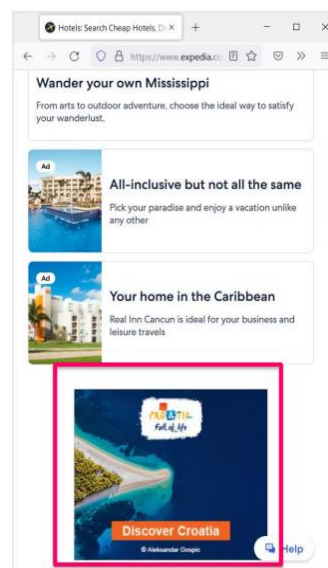 Hotels: Search Cheap Hotels, Di
https://www.expedia.co
Wander your own Mississippi
From arts to outdoor adventure, choose the ideal way to satisfy
your wanderlust.
Ad
All-inclusive but not all the same
Pick your paradise and enjoy a vacation unlike
any other
Ad
Your home in the Caribbean
Real Inn Cancun is ideal for your business and
leisure travels
CROATIA
Full of life
Discover Croatia
© Aleksandar Gospic
Help